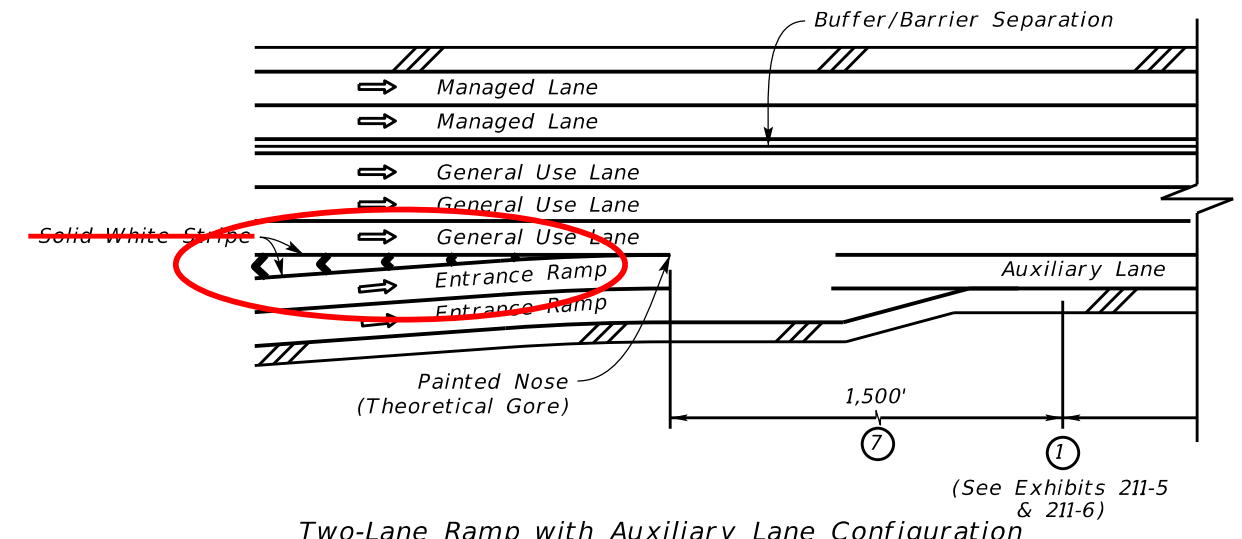 Buffer/Barrier Separation
Managed Lane
Managed Lane
General Use Lane
General Use Lane
Solid White Stripe
General Use Lane
Entrance Ramp
Auxiliary Lane
Entrance Ramp
Painted Nose
(Theoretical Gore)
1,500'
7
1
(See Exhibits 211-5
& 211-6)
Two-Lane Ramp with Auxiliary Lane Configuration